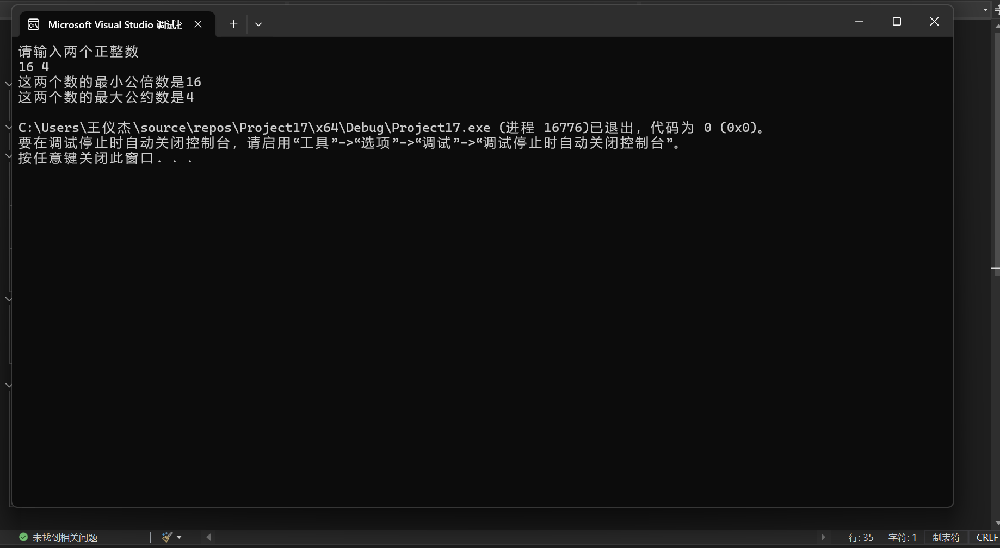 Microsoft Visual Studio 调试
请输入两个正整数
16 4
这两个数的最小公倍数是16
这两个数的最大公约数是4
C:\Users\王仪杰\source\repos\Project17\x64\Debug\Project17.exe (进程 16776)已退出，代码为 0 (0x0)。
要在调试停止时自动关闭控制台，请启用“工具”->“选项”->“调试”->“调试停止时自动关闭控制台”。
按任意键关闭此窗口. . .
未找到相关问题
行: 35 字符: 1 制表符 CRLF